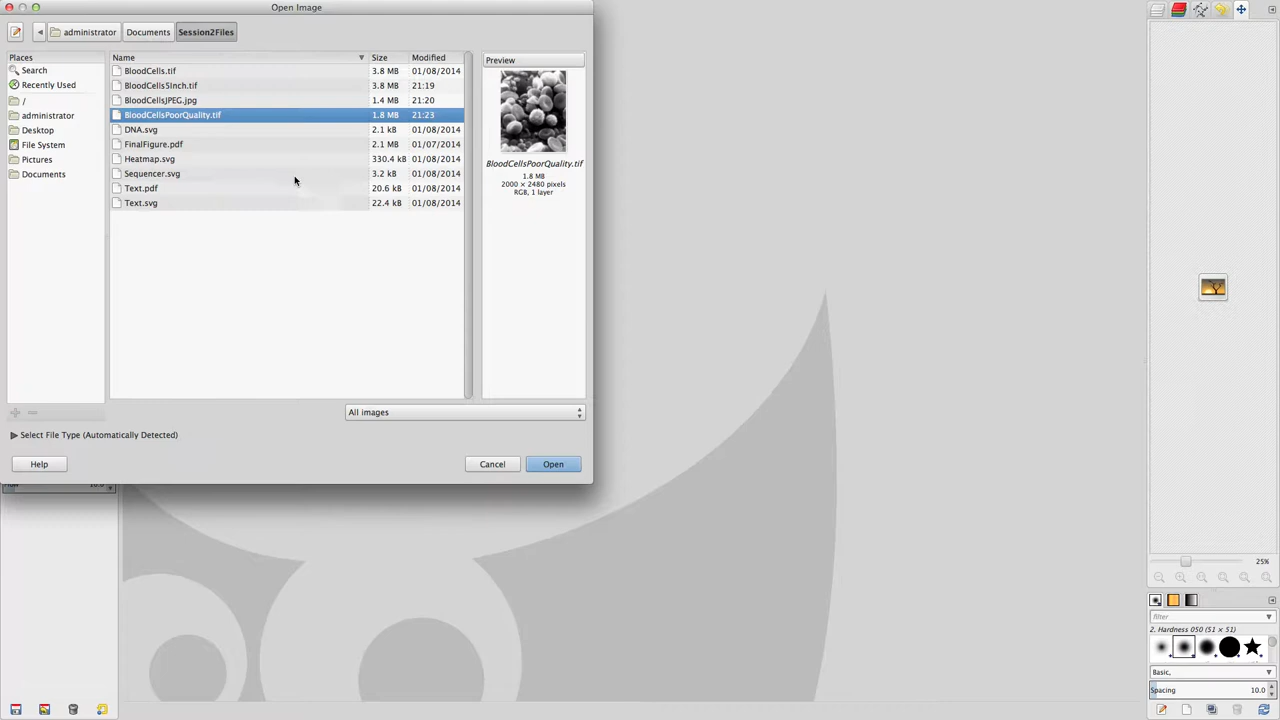 Open Image
administrator Documents Session2Files
Places
Search
Recently Used
/
administrator
Desktop
File System
Pictures
Documents
Name Size Modified
BloodCells.tif 3.8 MB 01/08/2014
BloodCells5Inch.tif 3.8 MB 21:19
BloodCellsJPEG.jpg 1.4 MB 21:20
BloodCellsPoorQuality.tif 1.8 MB 21:23
DNA.svg 2.1 kB 01/08/2014
FinalFigure.pdf 2.1 MB 01/07/2014
Heatmap.svg 330.4 kB 01/08/2014
Sequencer.svg 3.2 kB 01/08/2014
Text.pdf 20.6 kB 01/08/2014
Text.svg 22.4 kB 01/08/2014
Preview
BloodCellsPoorQuality.tif
1.8 MB
2000 × 2480 pixels
RGB, 1 layer
All images
Select File Type (Automatically Detected)
Help Cancel Open
10.0
25%
filter
2. Hardness 050 (51 × 51)
Basic,
Spacing 10.0